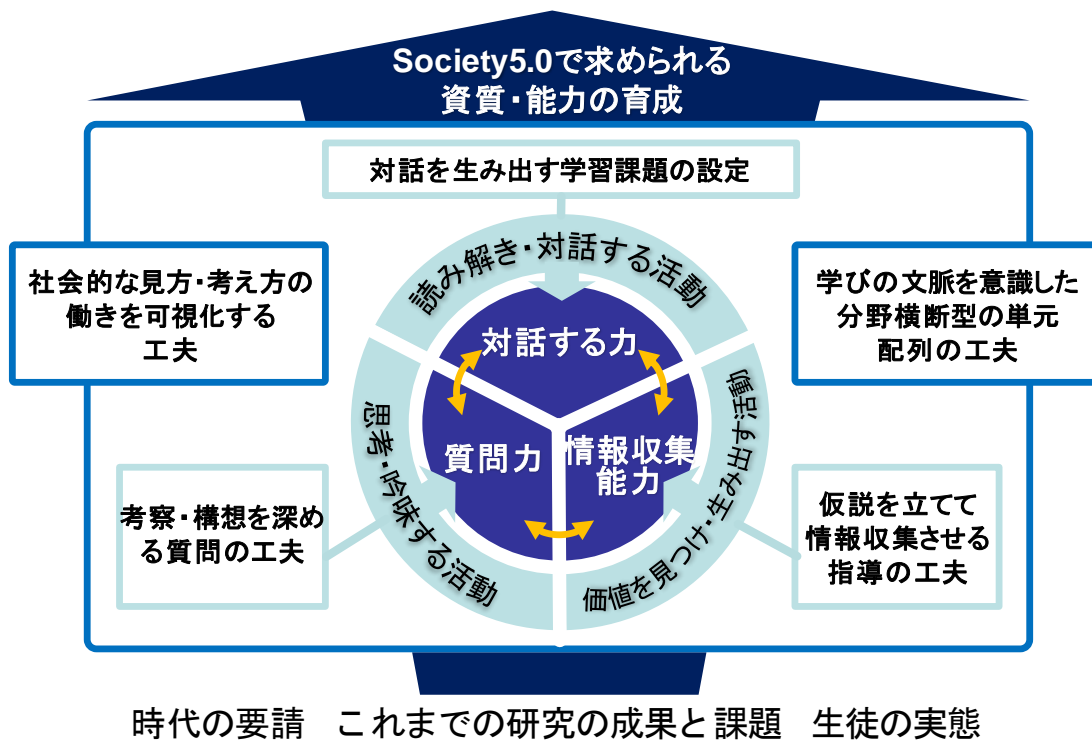 Society5.0で求められる
資質・能力の育成
対話を生み出す学習課題の設定
読み解き・対話する活動
社会的な見方・考え方の
働きを可視化する
工夫
学びの文脈を意識した
分野横断型の単元
配列の工夫
対話する力
質問力
情報収集
能力
思考・吟味する活動
価値を見つけ・生み出す活動
考察・構想を深め
る質問の工夫
仮説を立てて
情報収集させる
指導の工夫
時代の要請　これまでの研究の成果と課題　生徒の実態